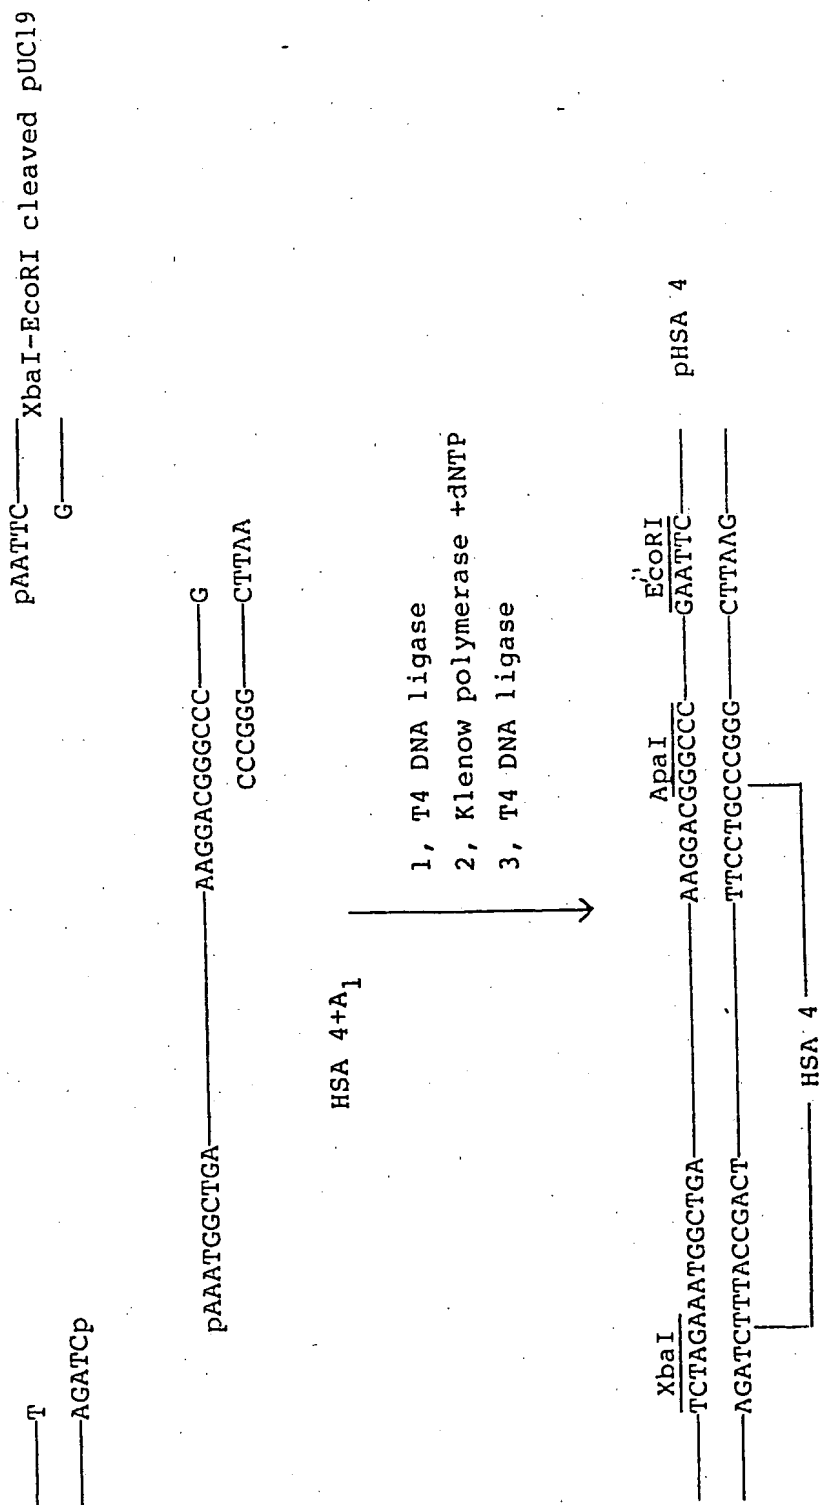 T
pAATTC
XbaI-EcoRI cleaved pUC19
AGATCp
G
pAAATGGCTGA
AAGGACGGGCCC
G
CCCGGG
CTTAA
HSA 4+A1
1, T4 DNA ligase
2, Klenow polymerase +dNTP
3, T4 DNA ligase
XbaI
ApaI
EcoRI
TCTAGAAATGGCTGA
AAGGACGGGCCC
GAATTC
pHSA 4
AGATCTTTACCGACT
TTCCTGCCCGGG
CTTAAG
HSA 4